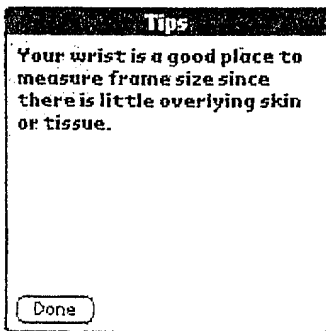 Tips
Your wrist is a good place to
measure frame size since
there is little overlying skin
or tissue.
Done